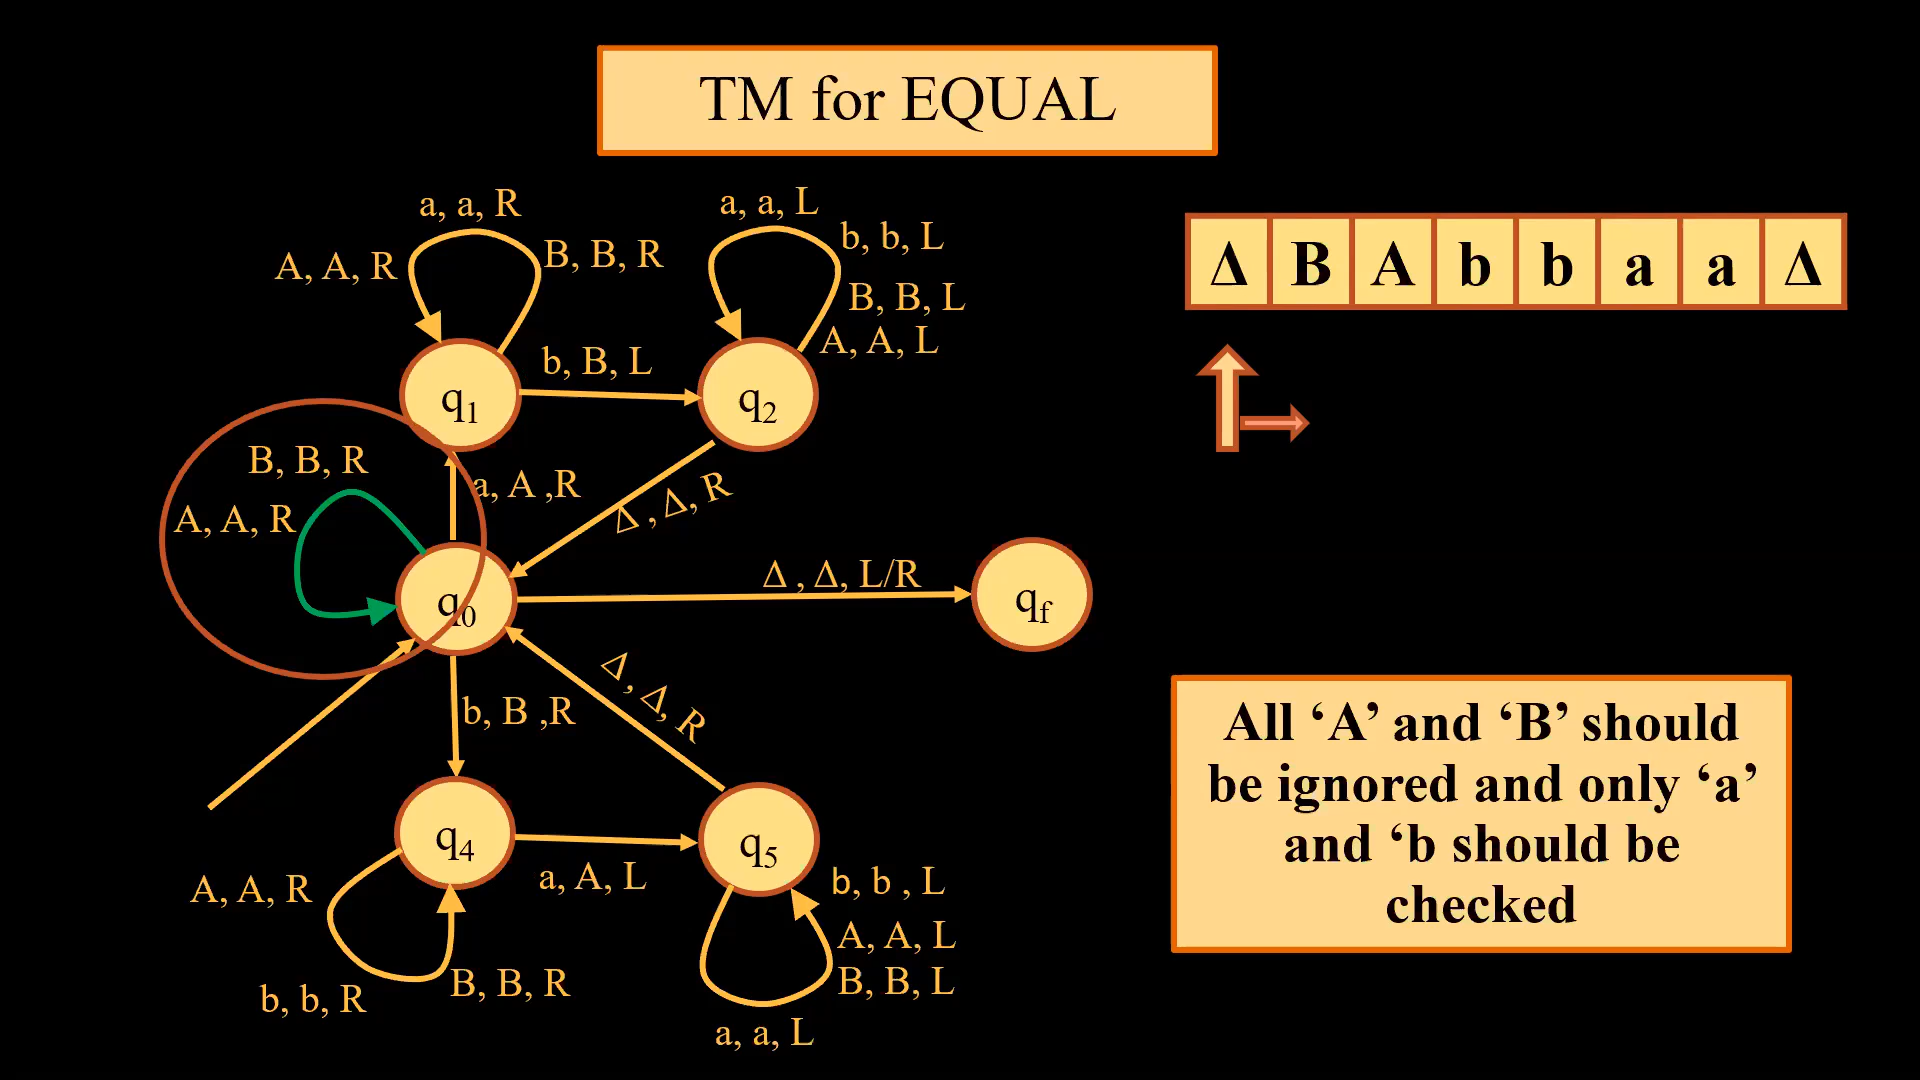 TM for EQUAL
a, a, R
A, A, R
B, B, R
a, a, L
b, b, L
B, B, L
A, A, L
Δ B A b b a a Δ
q1
b, B, L
q2
B, B, R
A, A, R
a, A ,R
Δ , Δ, R
q0
Δ , Δ, L/R
qf
b, B ,R
Δ, Δ, R
q4
a, A, L
q5
A, A, R
b, b, R
B, B, R
b, b , L
A, A, L
B, B, L
a, a, L
All ‘A’ and ‘B’ should
be ignored and only ‘a’
and ‘b should be
checked